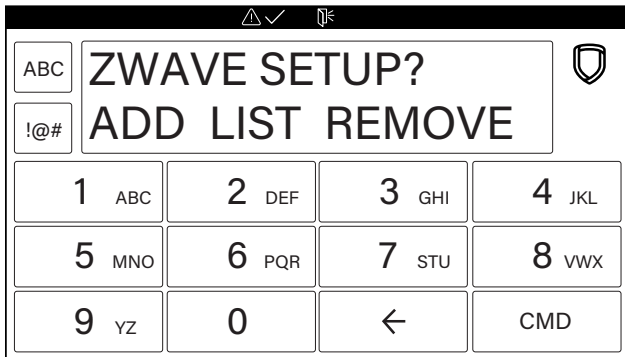 ABC
ZWAVE SETUP?
!@#
ADD LIST REMOVE
1 ABC
2 DEF
3 GHI
4 JKL
5 MNO
6 PQR
7 STU
8 VWX
9 YZ
0
←
CMD